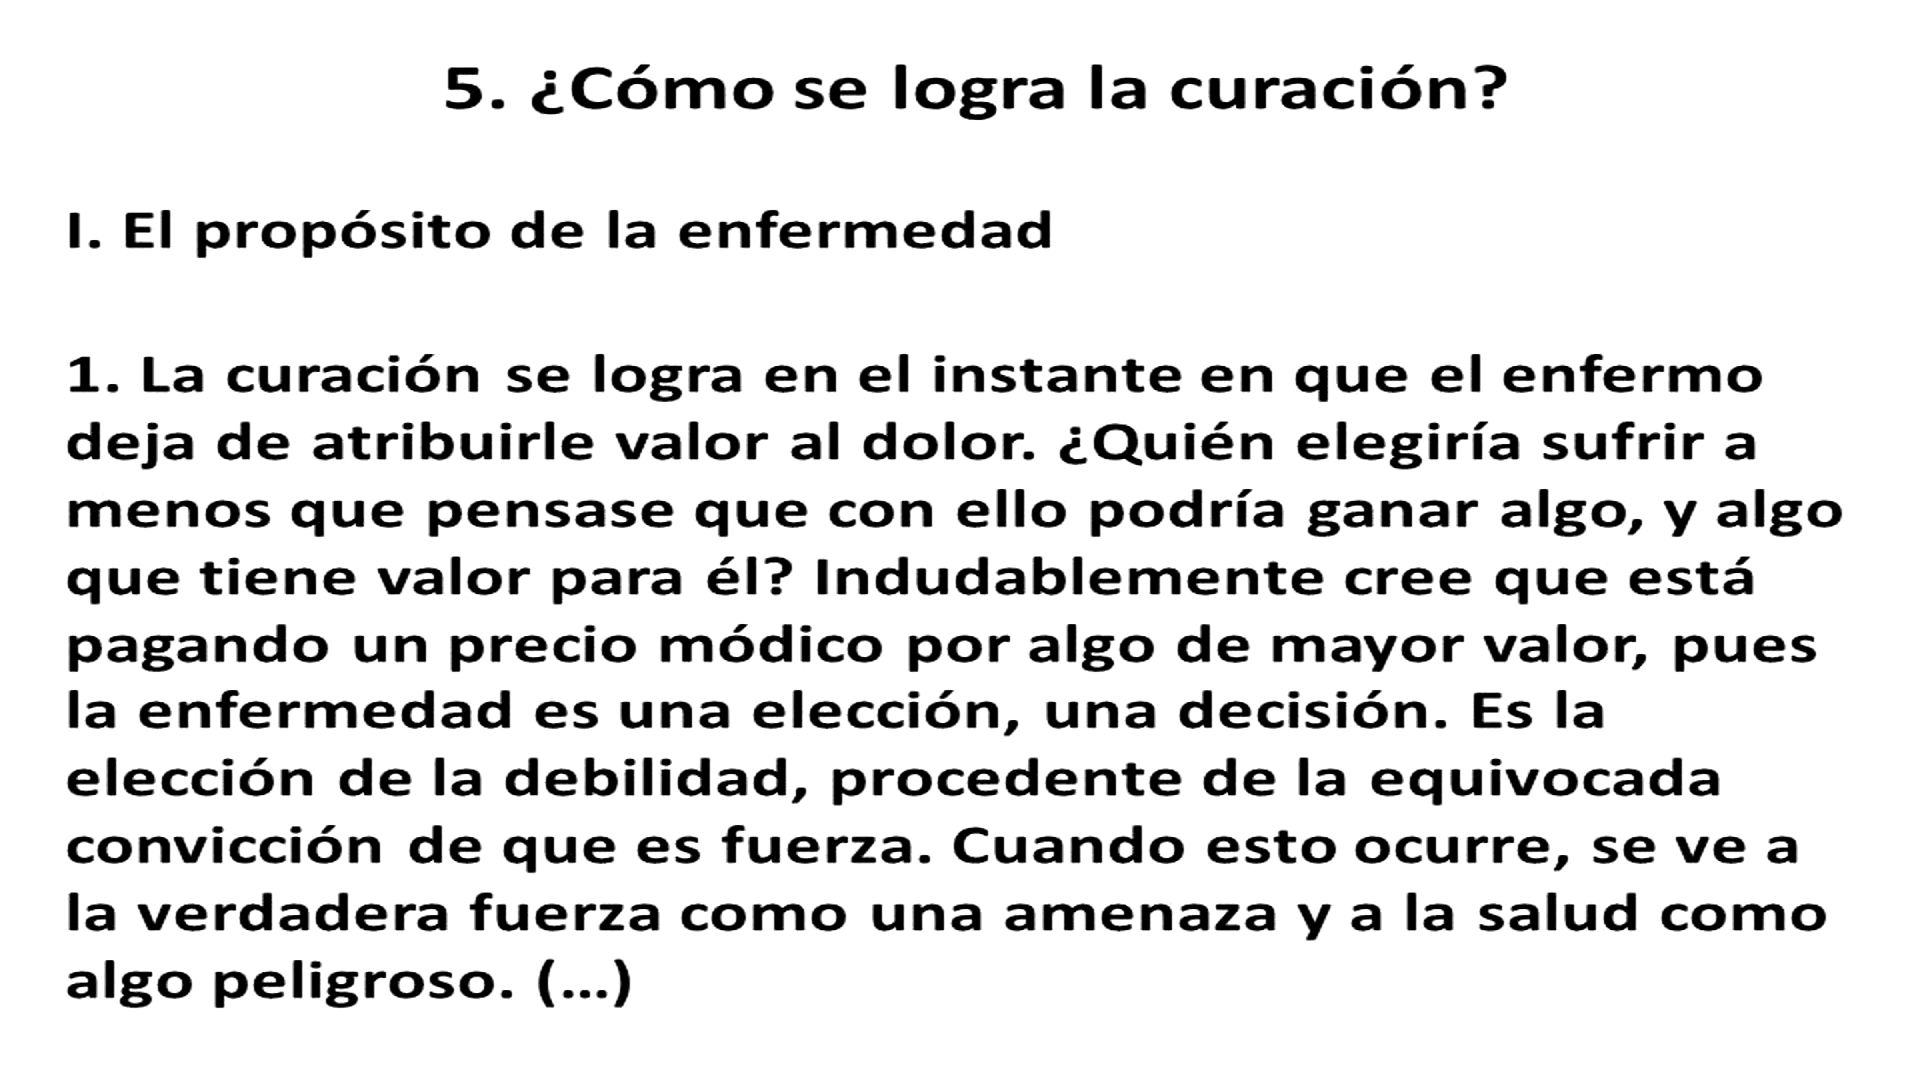 5. ¿Cómo se logra la curación?
I. El propósito de la enfermedad
1. La curación se logra en el instante en que el enfermo
deja de atribuirle valor al dolor. ¿Quién elegiría sufrir a
menos que pensase que con ello podría ganar algo, y algo
que tiene valor para él? Indudablemente cree que está
pagando un precio módico por algo de mayor valor, pues
la enfermedad es una elección, una decisión. Es la
elección de la debilidad, procedente de la equivocada
convicción de que es fuerza. Cuando esto ocurre, se ve a
la verdadera fuerza como una amenaza y a la salud como
algo peligroso. (...)